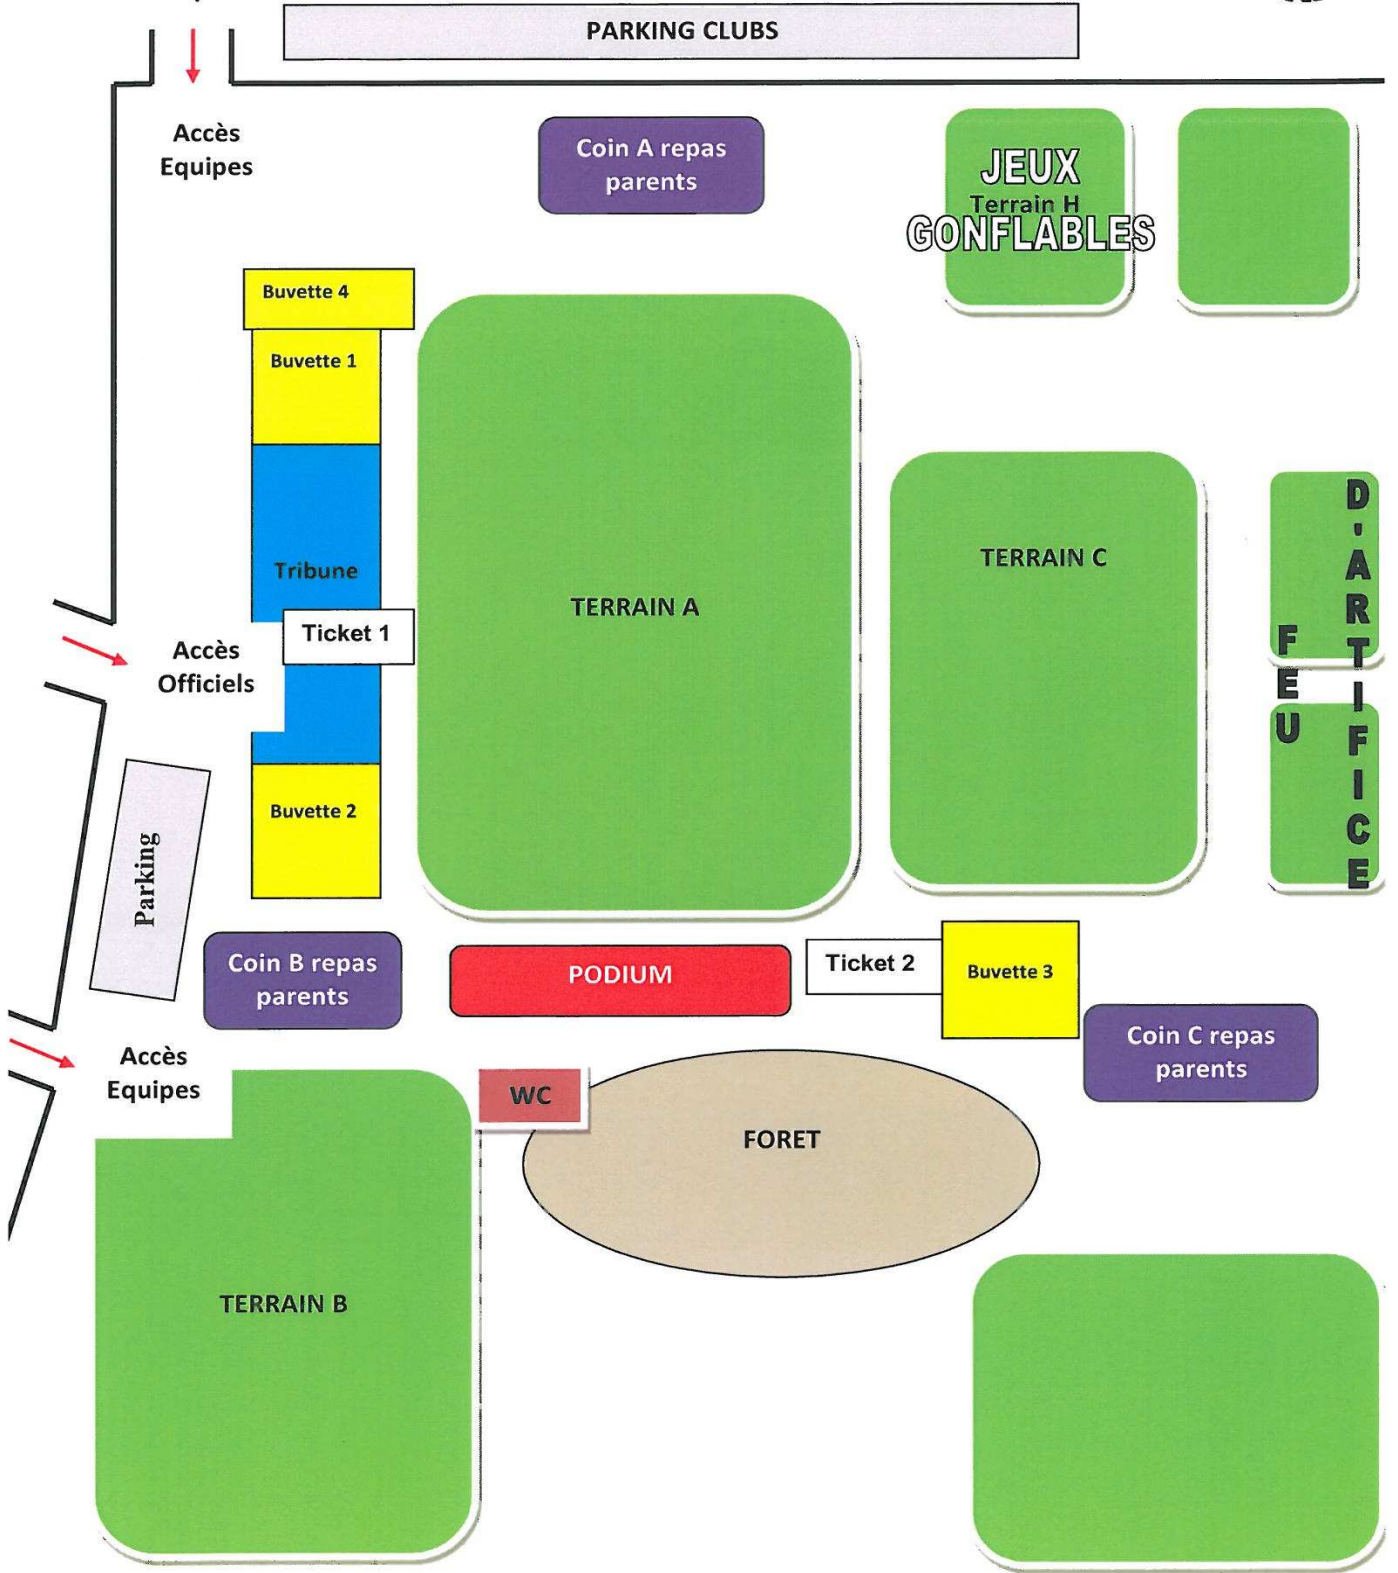 PARKING CLUBS
Accès
Equipes
Coin A repas
parents
JEUX
Terrain H
GONFLABLES
Buvette 4
Buvette 1
Tribune
Ticket 1
Accès
Officiels
TERRAIN A
TERRAIN C
FEU
D'ARTIFICE
Buvette 2
Parking
Coin B repas
parents
PODIUM
Ticket 2
Buvette 3
Coin C repas
parents
Accès
Equipes
WC
FORET
TERRAIN B